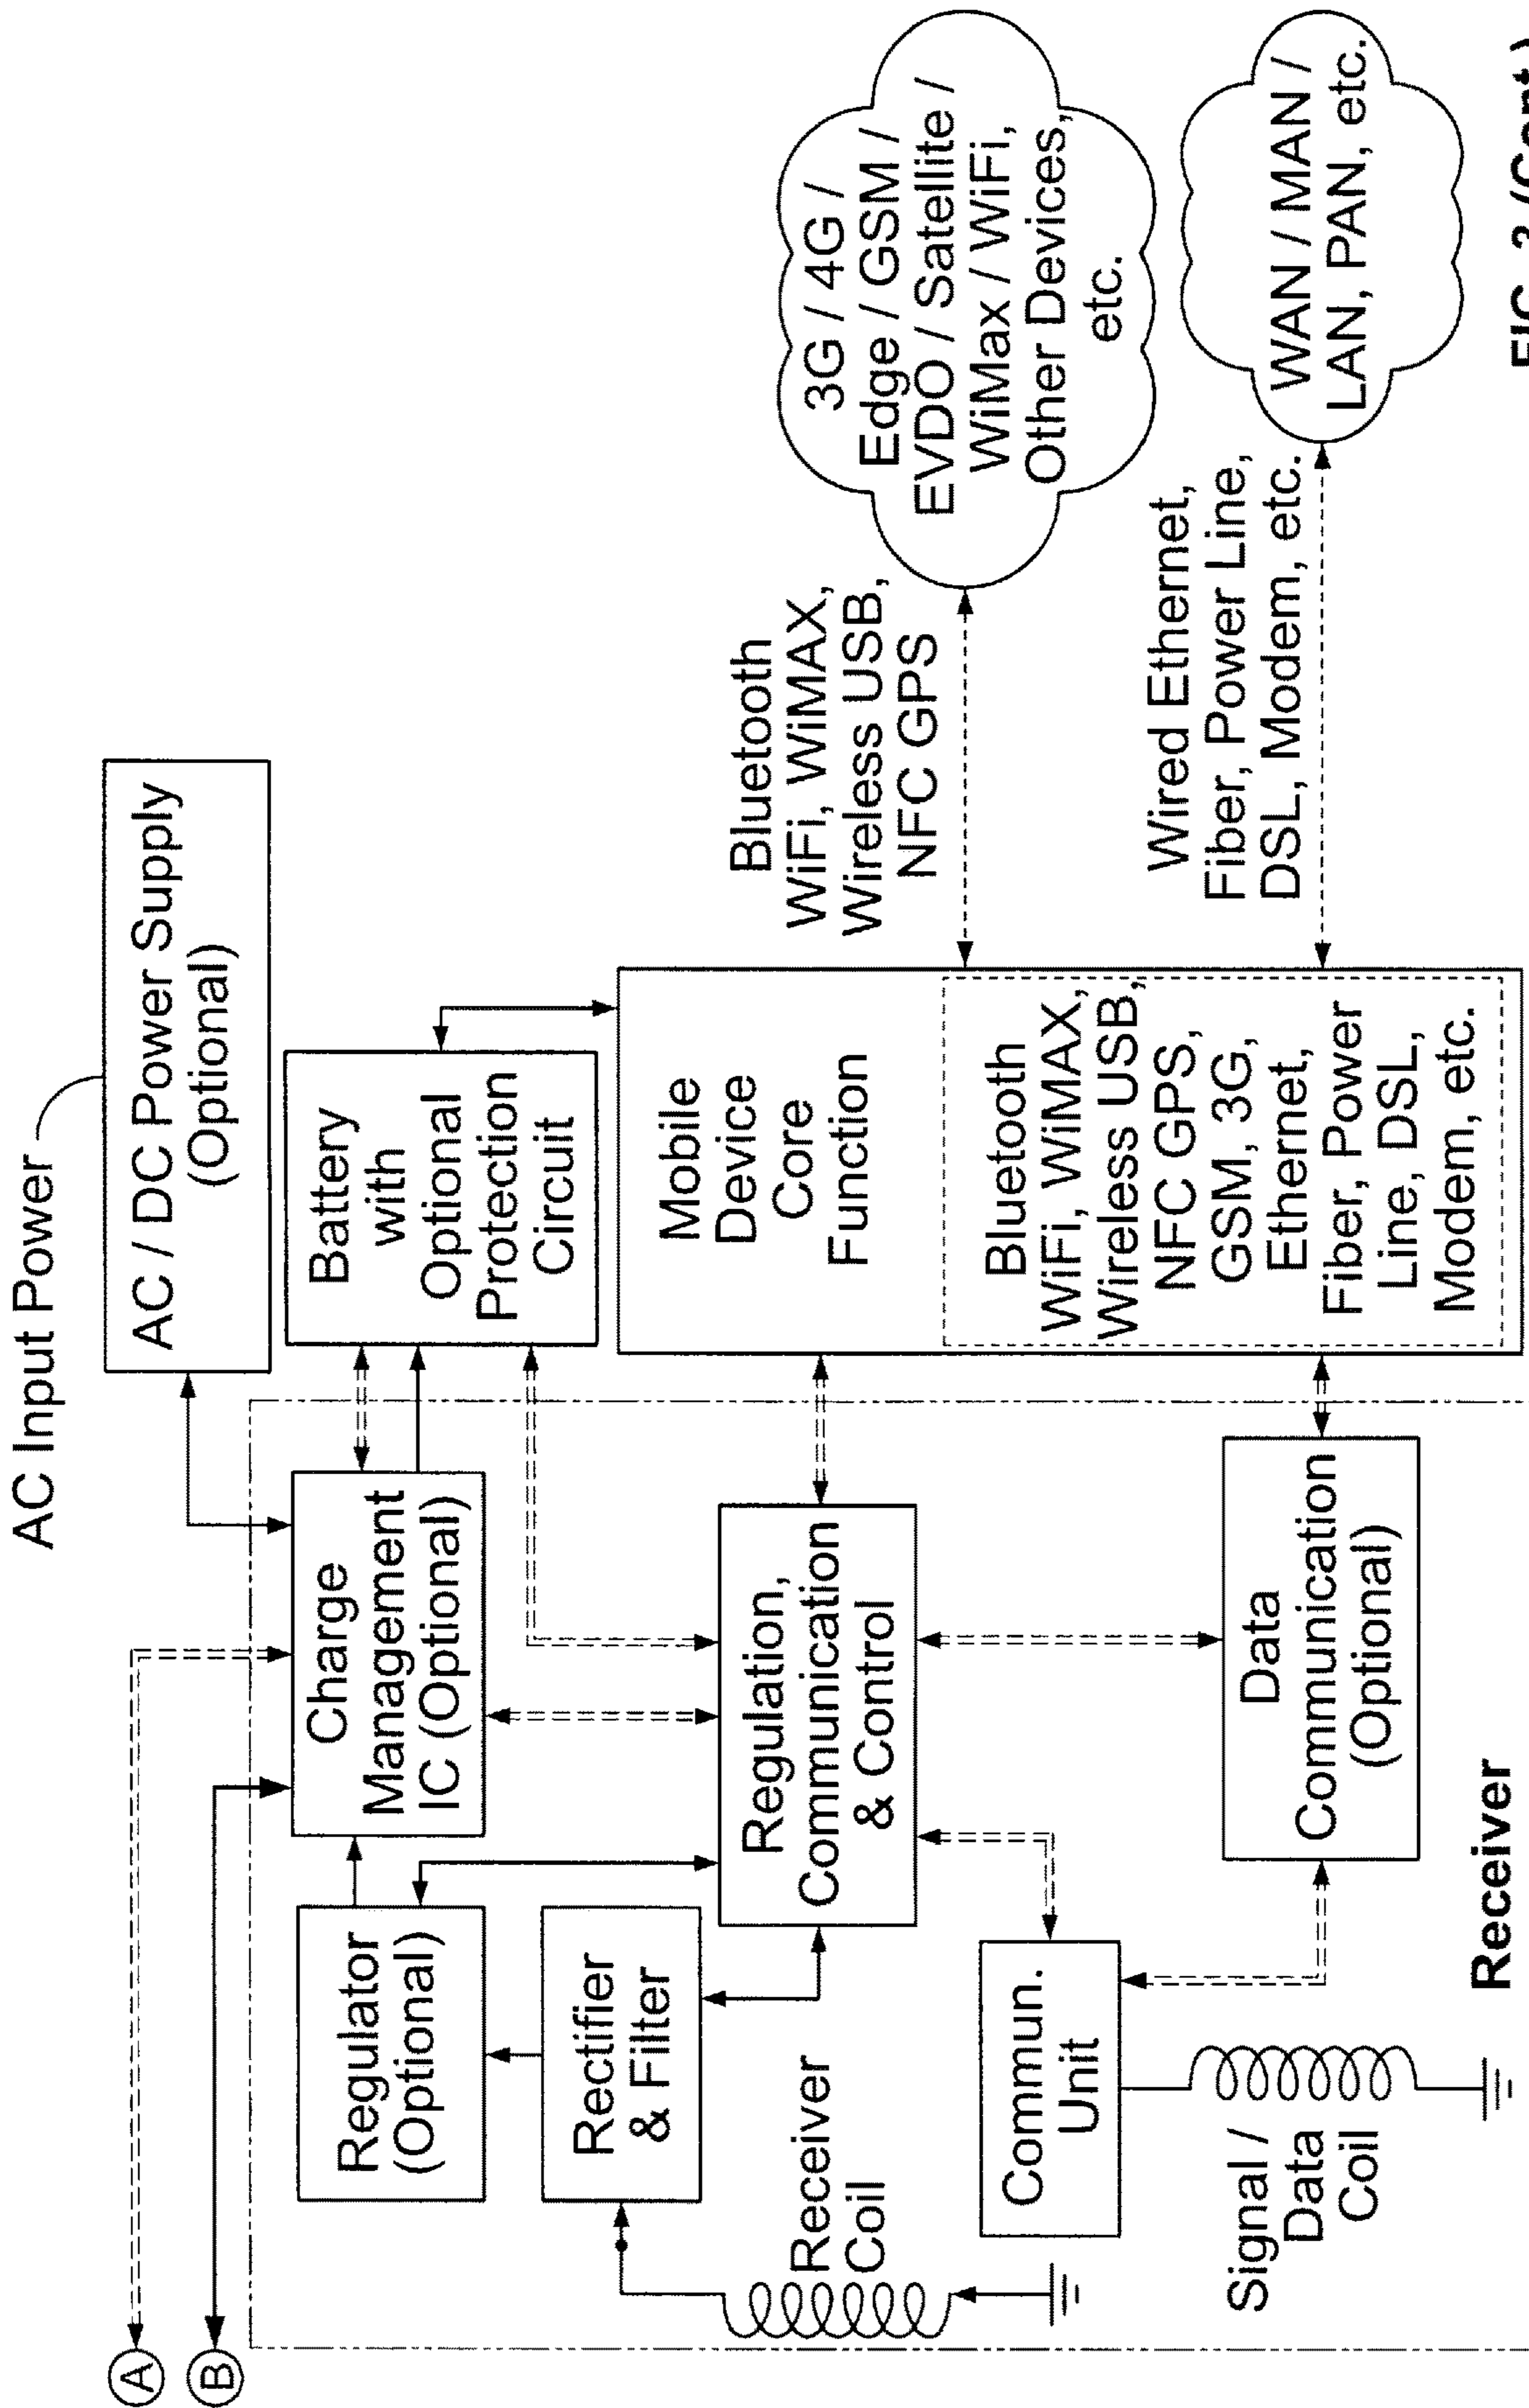 AC Input Power
A
B
AC / DC Power Supply
(Optional)
Regulator
(Optional)
Charge
Management
IC (Optional)
Battery
with
Optional
Protection
Circuit
Rectifier
& Filter
Receiver
Coil
Regulation,
Communication
& Control
Mobile
Device
Core
Function
Bluetooth
WiFi, WiMAX,
Wireless USB,
NFC GPS
3G / 4G /
Edge / GSM /
EVDO / Satellite /
WiMax / WiFi,
Other Devices,
etc.
Commun.
Unit
Signal /
Data
Coil
Data
Communication
(Optional)
Bluetooth
WiFi, WiMAX,
Wireless USB,
NFC GPS,
GSM, 3G,
Ethernet,
Fiber, Power
Line, DSL,
Modem, etc.
Wired Ethernet,
Fiber, Power Line,
DSL, Modem, etc.
WAN / MAN /
LAN, PAN, etc.
Receiver
FIG. 3 (Cont.)